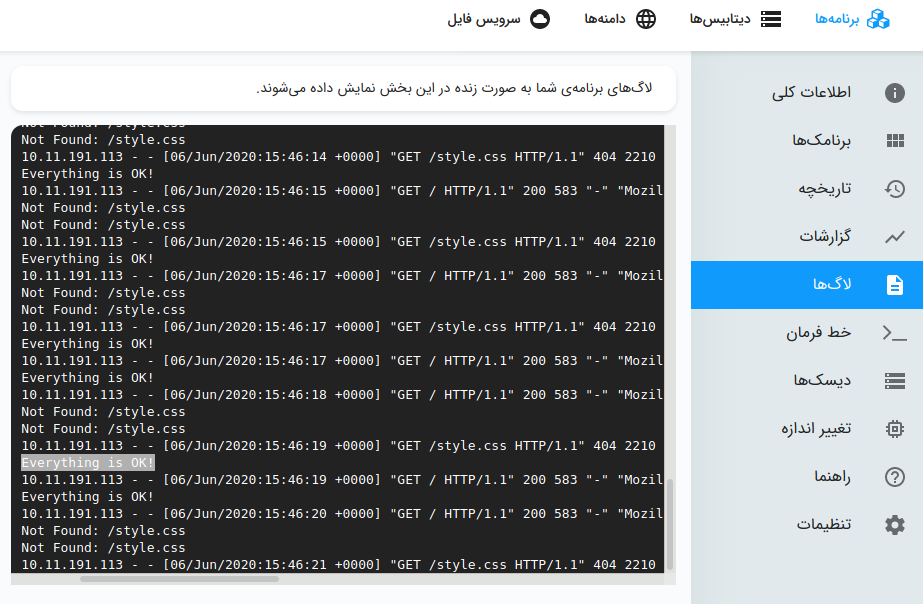 برنامه‌ها
دیتابیس‌ها
دامنه‌ها
سرویس فایل
اطلاعات کلی
برنامک‌ها
تاریخچه
گزارشات
لاگ‌ها
خط فرمان
دیسک‌ها
تغییر اندازه
راهنما
تنظیمات
لاگ‌های برنامه‌ی شما به صورت زنده در این بخش نمایش داده می‌شوند.
Not Found: /style.css
Not Found: /style.css
10.11.191.113 - - [06/Jun/2020:15:46:14 +0000] "GET /style.css HTTP/1.1" 404 2210
Everything is OK!
10.11.191.113 - - [06/Jun/2020:15:46:15 +0000] "GET / HTTP/1.1" 200 583 "-" "Mozil
Not Found: /style.css
Not Found: /style.css
10.11.191.113 - - [06/Jun/2020:15:46:15 +0000] "GET /style.css HTTP/1.1" 404 2210
Everything is OK!
10.11.191.113 - - [06/Jun/2020:15:46:17 +0000] "GET / HTTP/1.1" 200 583 "-" "Mozil
Not Found: /style.css
Not Found: /style.css
10.11.191.113 - - [06/Jun/2020:15:46:17 +0000] "GET /style.css HTTP/1.1" 404 2210
Everything is OK!
10.11.191.113 - - [06/Jun/2020:15:46:17 +0000] "GET / HTTP/1.1" 200 583 "-" "Mozil
Everything is OK!
10.11.191.113 - - [06/Jun/2020:15:46:18 +0000] "GET / HTTP/1.1" 200 583 "-" "Mozil
Not Found: /style.css
Not Found: /style.css
10.11.191.113 - - [06/Jun/2020:15:46:19 +0000] "GET /style.css HTTP/1.1" 404 2210
Everything is OK!
10.11.191.113 - - [06/Jun/2020:15:46:19 +0000] "GET / HTTP/1.1" 200 583 "-" "Mozil
Everything is OK!
10.11.191.113 - - [06/Jun/2020:15:46:20 +0000] "GET / HTTP/1.1" 200 583 "-" "Mozil
Not Found: /style.css
Not Found: /style.css
10.11.191.113 - - [06/Jun/2020:15:46:21 +0000] "GET /style.css HTTP/1.1" 404 2210